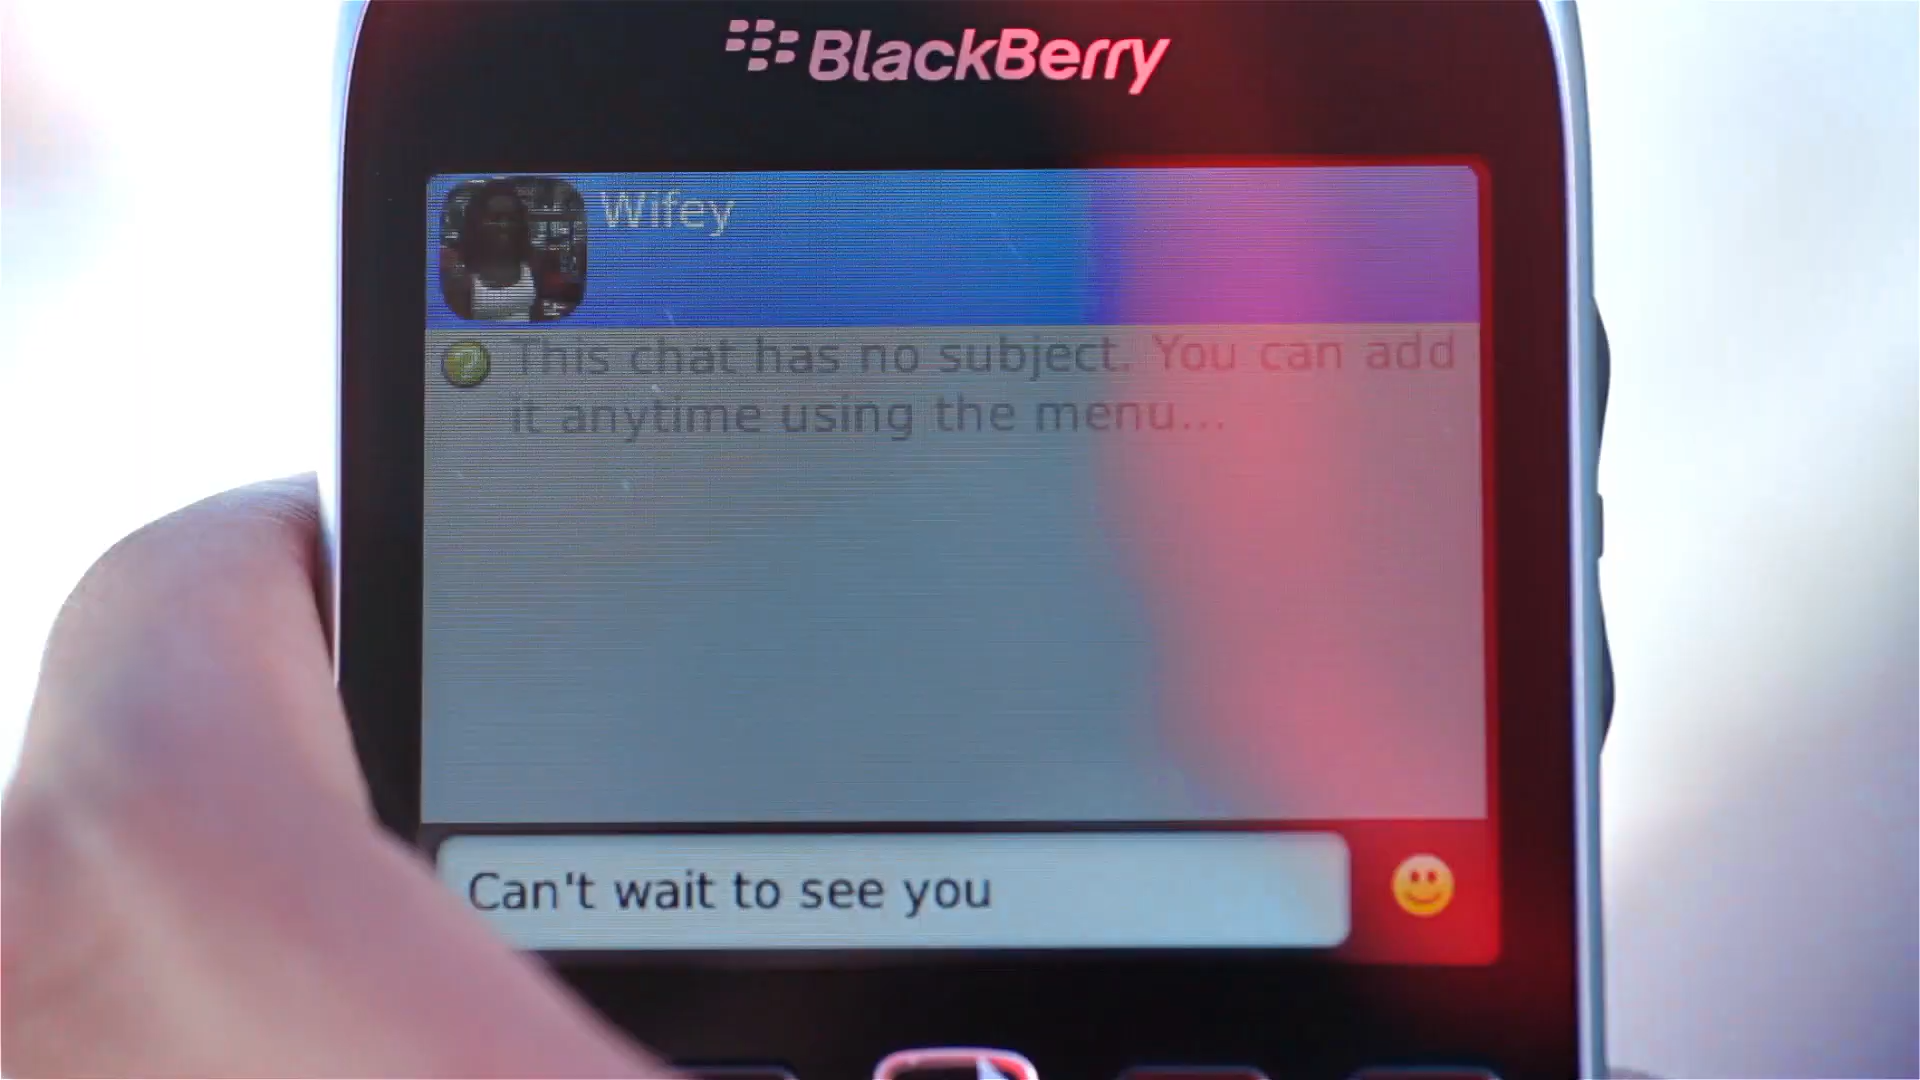 BlackBerry
Wifey
This chat has no subject. You can add
it anytime using the menu...
Can't wait to see you